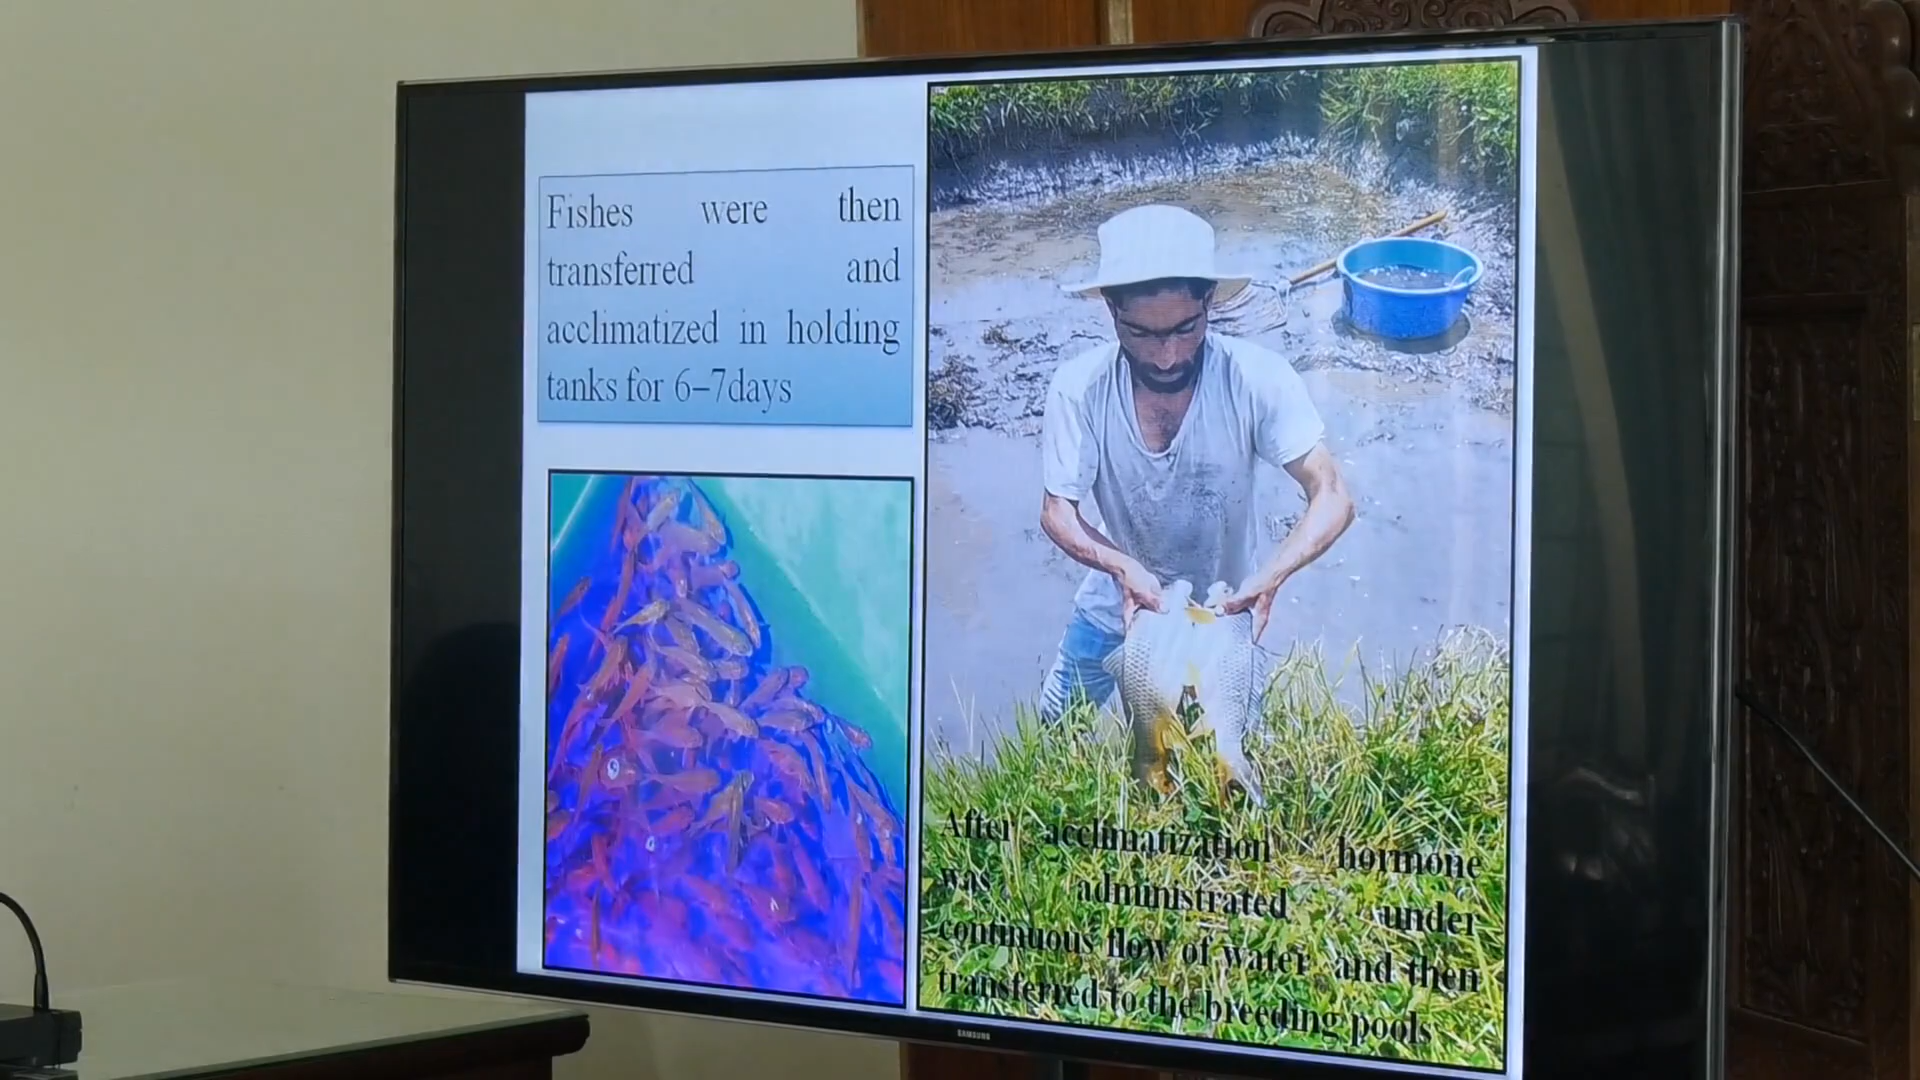 Fishes were then
transferred and
acclimatized in holding
tanks for 6–7days
After acclimatization hormone
was administrated under
continuous flow of water and then
transferred to the breeding pools
SAMSUNG